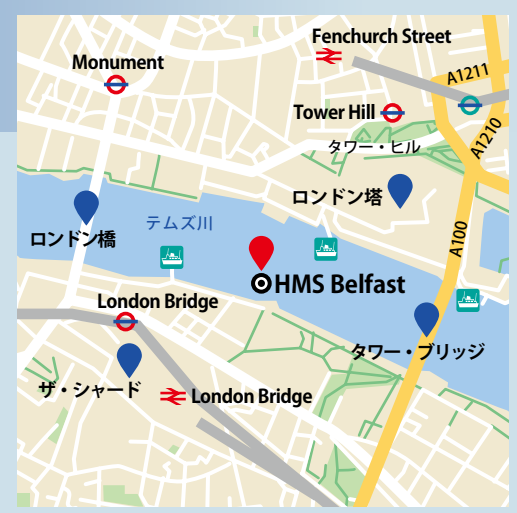 Fenchurch Street
Monument
A1211
Tower Hill
A1210
タワー・ヒル
ロンドン塔
テムズ川
ロンドン橋
A100
HMS Belfast
London Bridge
タワー・ブリッジ
ザ・シャード
London Bridge